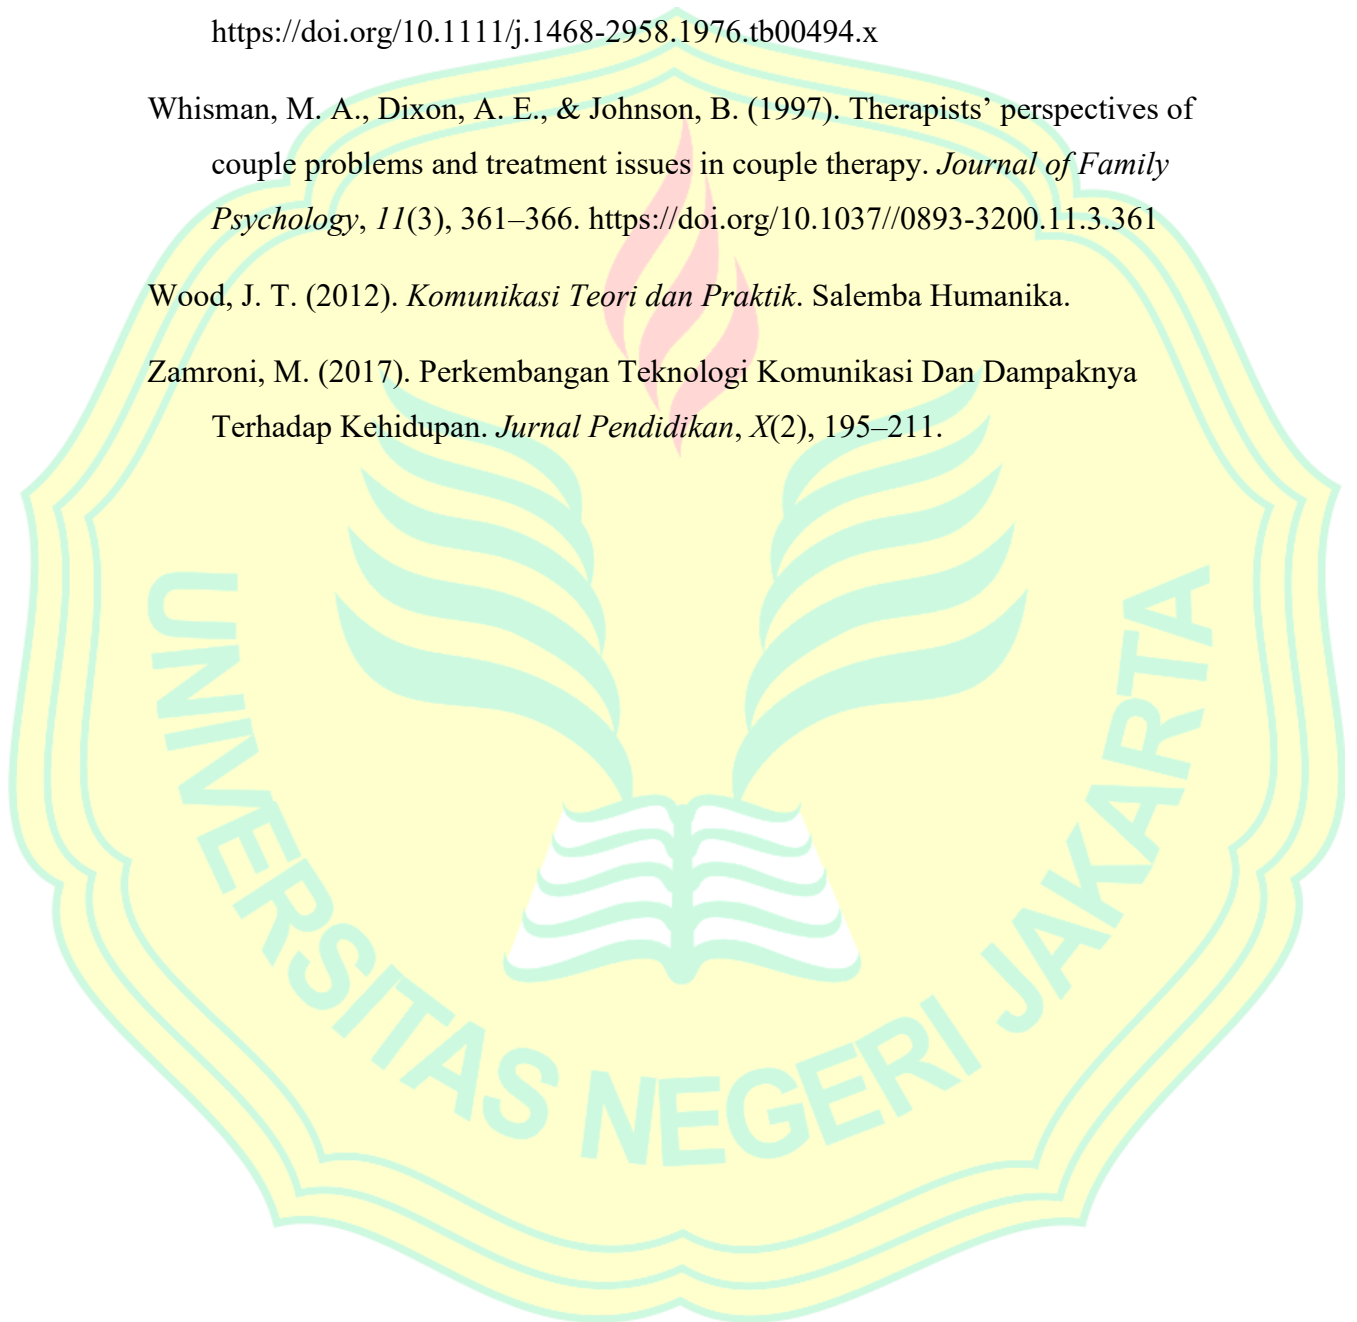 https://doi.org/10.1111/j.1468-2958.1976.tb00494.x
Whisman, M. A., Dixon, A. E., & Johnson, B. (1997). Therapists’ perspectives of
couple problems and treatment issues in couple therapy. Journal of Family
Psychology, 11(3), 361–366. https://doi.org/10.1037//0893-3200.11.3.361
Wood, J. T. (2012). Komunikasi Teori dan Praktik. Salemba Humanika.
Zamroni, M. (2017). Perkembangan Teknologi Komunikasi Dan Dampaknya
Terhadap Kehidupan. Jurnal Pendidikan, X(2), 195–211.
UNIVERSITAS NEGERI JAKARTA